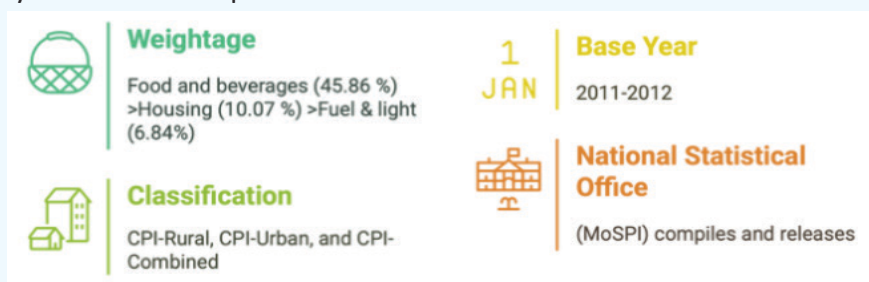 Weightage
Food and beverages (45.86 %)
>Housing (10.07 %) >Fuel & light
(6.84%)
1
JAN
Base Year
2011-2012
Classification
CPI-Rural, CPI-Urban, and CPI-
Combined
National Statistical
Office
(MoSPI) compiles and releases